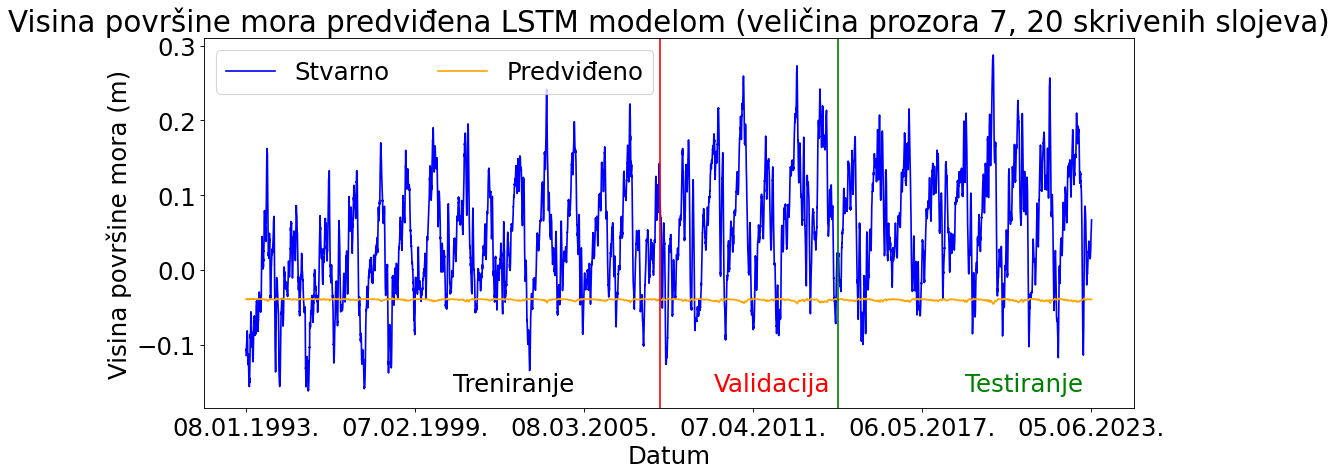 Visina površine mora predviđena LSTM modelom (veličina prozora 7, 20 skrivenih slojeva)
Stvarno
Predviđeno
Visina površine mora (m)
0.3
0.2
0.1
0.0
−0.1
Treniranje
Validacija
Testiranje
08.01.1993.
07.02.1999.
08.03.2005.
07.04.2011.
06.05.2017.
05.06.2023.
Datum